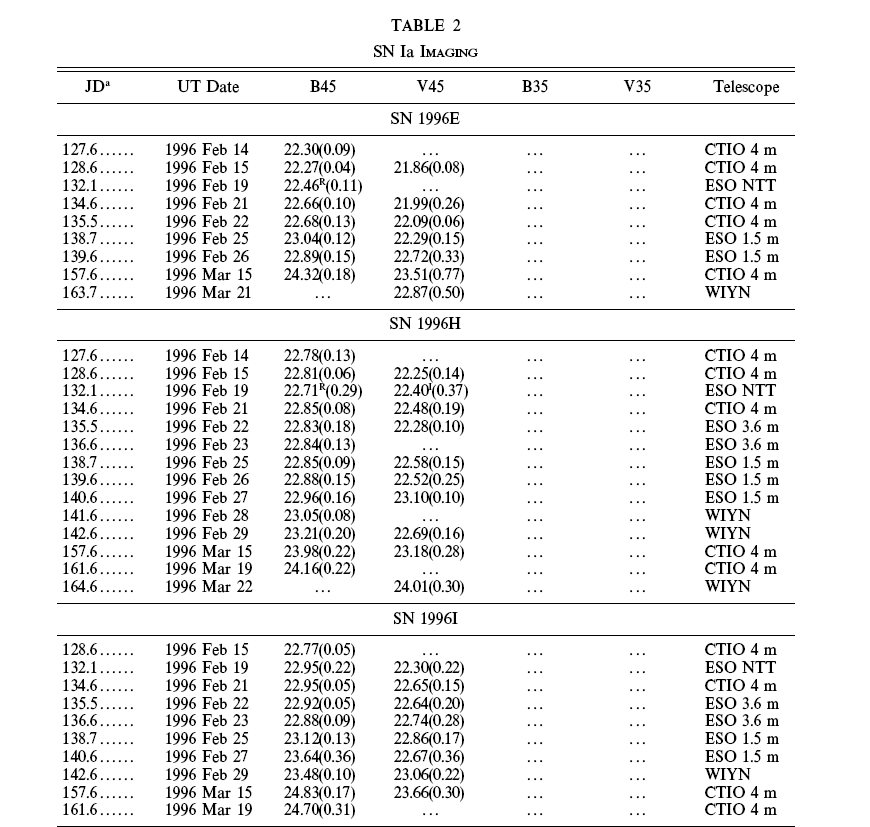 TABLE 2
SN Ia IMAGING
JDᵃ UT Date B45 V45 B35 V35 Telescope
SN 1996E
127.6...... 1996 Feb 14 22.30(0.09) ... ... ... CTIO 4 m
128.6...... 1996 Feb 15 22.27(0.04) 21.86(0.08) ... ... CTIO 4 m
132.1...... 1996 Feb 19 22.46ᴿ(0.11) ... ... ... ESO NTT
134.6...... 1996 Feb 21 22.66(0.10) 21.99(0.26) ... ... CTIO 4 m
135.5...... 1996 Feb 22 22.68(0.13) 22.09(0.06) ... ... CTIO 4 m
138.7...... 1996 Feb 25 23.04(0.12) 22.29(0.15) ... ... ESO 1.5 m
139.6...... 1996 Feb 26 22.89(0.15) 22.72(0.33) ... ... ESO 1.5 m
157.6...... 1996 Mar 15 24.32(0.18) 23.51(0.77) ... ... CTIO 4 m
163.7...... 1996 Mar 21 ... 22.87(0.50) ... ... WIYN
SN 1996H
127.6...... 1996 Feb 14 22.78(0.13) ... ... ... CTIO 4 m
128.6...... 1996 Feb 15 22.81(0.06) 22.25(0.14) ... ... CTIO 4 m
132.1...... 1996 Feb 19 22.71ᴿ(0.29) 22.40ᴵ(0.37) ... ... ESO NTT
134.6...... 1996 Feb 21 22.85(0.08) 22.48(0.19) ... ... CTIO 4 m
135.5...... 1996 Feb 22 22.83(0.18) 22.28(0.10) ... ... ESO 3.6 m
136.6...... 1996 Feb 23 22.84(0.13) ... ... ... ESO 3.6 m
138.7...... 1996 Feb 25 22.85(0.09) 22.58(0.15) ... ... ESO 1.5 m
139.6...... 1996 Feb 26 22.88(0.15) 22.52(0.25) ... ... ESO 1.5 m
140.6...... 1996 Feb 27 22.96(0.16) 23.10(0.10) ... ... ESO 1.5 m
141.6...... 1996 Feb 28 23.05(0.08) ... ... ... WIYN
142.6...... 1996 Feb 29 23.21(0.20) 22.69(0.16) ... ... WIYN
157.6...... 1996 Mar 15 23.98(0.22) 23.18(0.28) ... ... CTIO 4 m
161.6...... 1996 Mar 19 24.16(0.22) ... ... ... CTIO 4 m
164.6...... 1996 Mar 22 ... 24.01(0.30) ... ... WIYN
SN 1996I
128.6...... 1996 Feb 15 22.77(0.05) ... ... ... CTIO 4 m
132.1...... 1996 Feb 19 22.95(0.22) 22.30(0.22) ... ... ESO NTT
134.6...... 1996 Feb 21 22.95(0.05) 22.65(0.15) ... ... CTIO 4 m
135.5...... 1996 Feb 22 22.92(0.05) 22.64(0.20) ... ... ESO 3.6 m
136.6...... 1996 Feb 23 22.88(0.09) 22.74(0.28) ... ... ESO 3.6 m
138.7...... 1996 Feb 25 23.12(0.13) 22.86(0.17) ... ... ESO 1.5 m
140.6...... 1996 Feb 27 23.64(0.36) 22.67(0.36) ... ... ESO 1.5 m
142.6...... 1996 Feb 29 23.48(0.10) 23.06(0.22) ... ... WIYN
157.6...... 1996 Mar 15 24.83(0.17) 23.66(0.30) ... ... CTIO 4 m
161.6...... 1996 Mar 19 24.70(0.31) ... ... ... CTIO 4 m